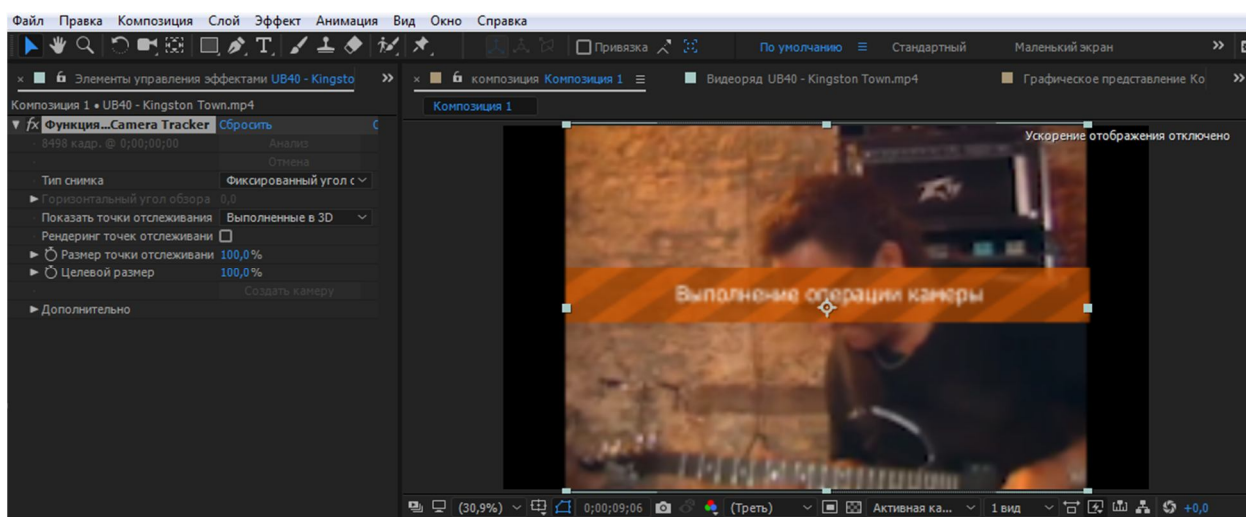 Файл Правка Композиция Слой Эффект Анимация Вид Окно Справка
Привязка По умолчанию Стандартный Маленький экран
Элементы управления эффектами UB40 - Kingsto композиция Композиция 1 Видеоряд UB40 - Kingston Town.mp4 Графическое представление Ко
Композиция 1 • UB40 - Kingston Town.mp4 Композиция 1
fx Функция...Camera Tracker Сбросить
Ускорение отображения отключено
8498 кадр. @ 0;00;00;00 Анализ
Отмена
Тип снимка Фиксированный угол с
Горизонтальный угол обзора 0,0
Показать точки отслеживания Выполненные в 3D
Рендеринг точек отслеживани
Размер точки отслеживани 100,0%
Целевой размер 100,0%
Создать камеру
Дополнительно
Выполнение операции камеры
(30,9%) 0;00;09;06 (Треть) Активная ка... 1 вид +0,0